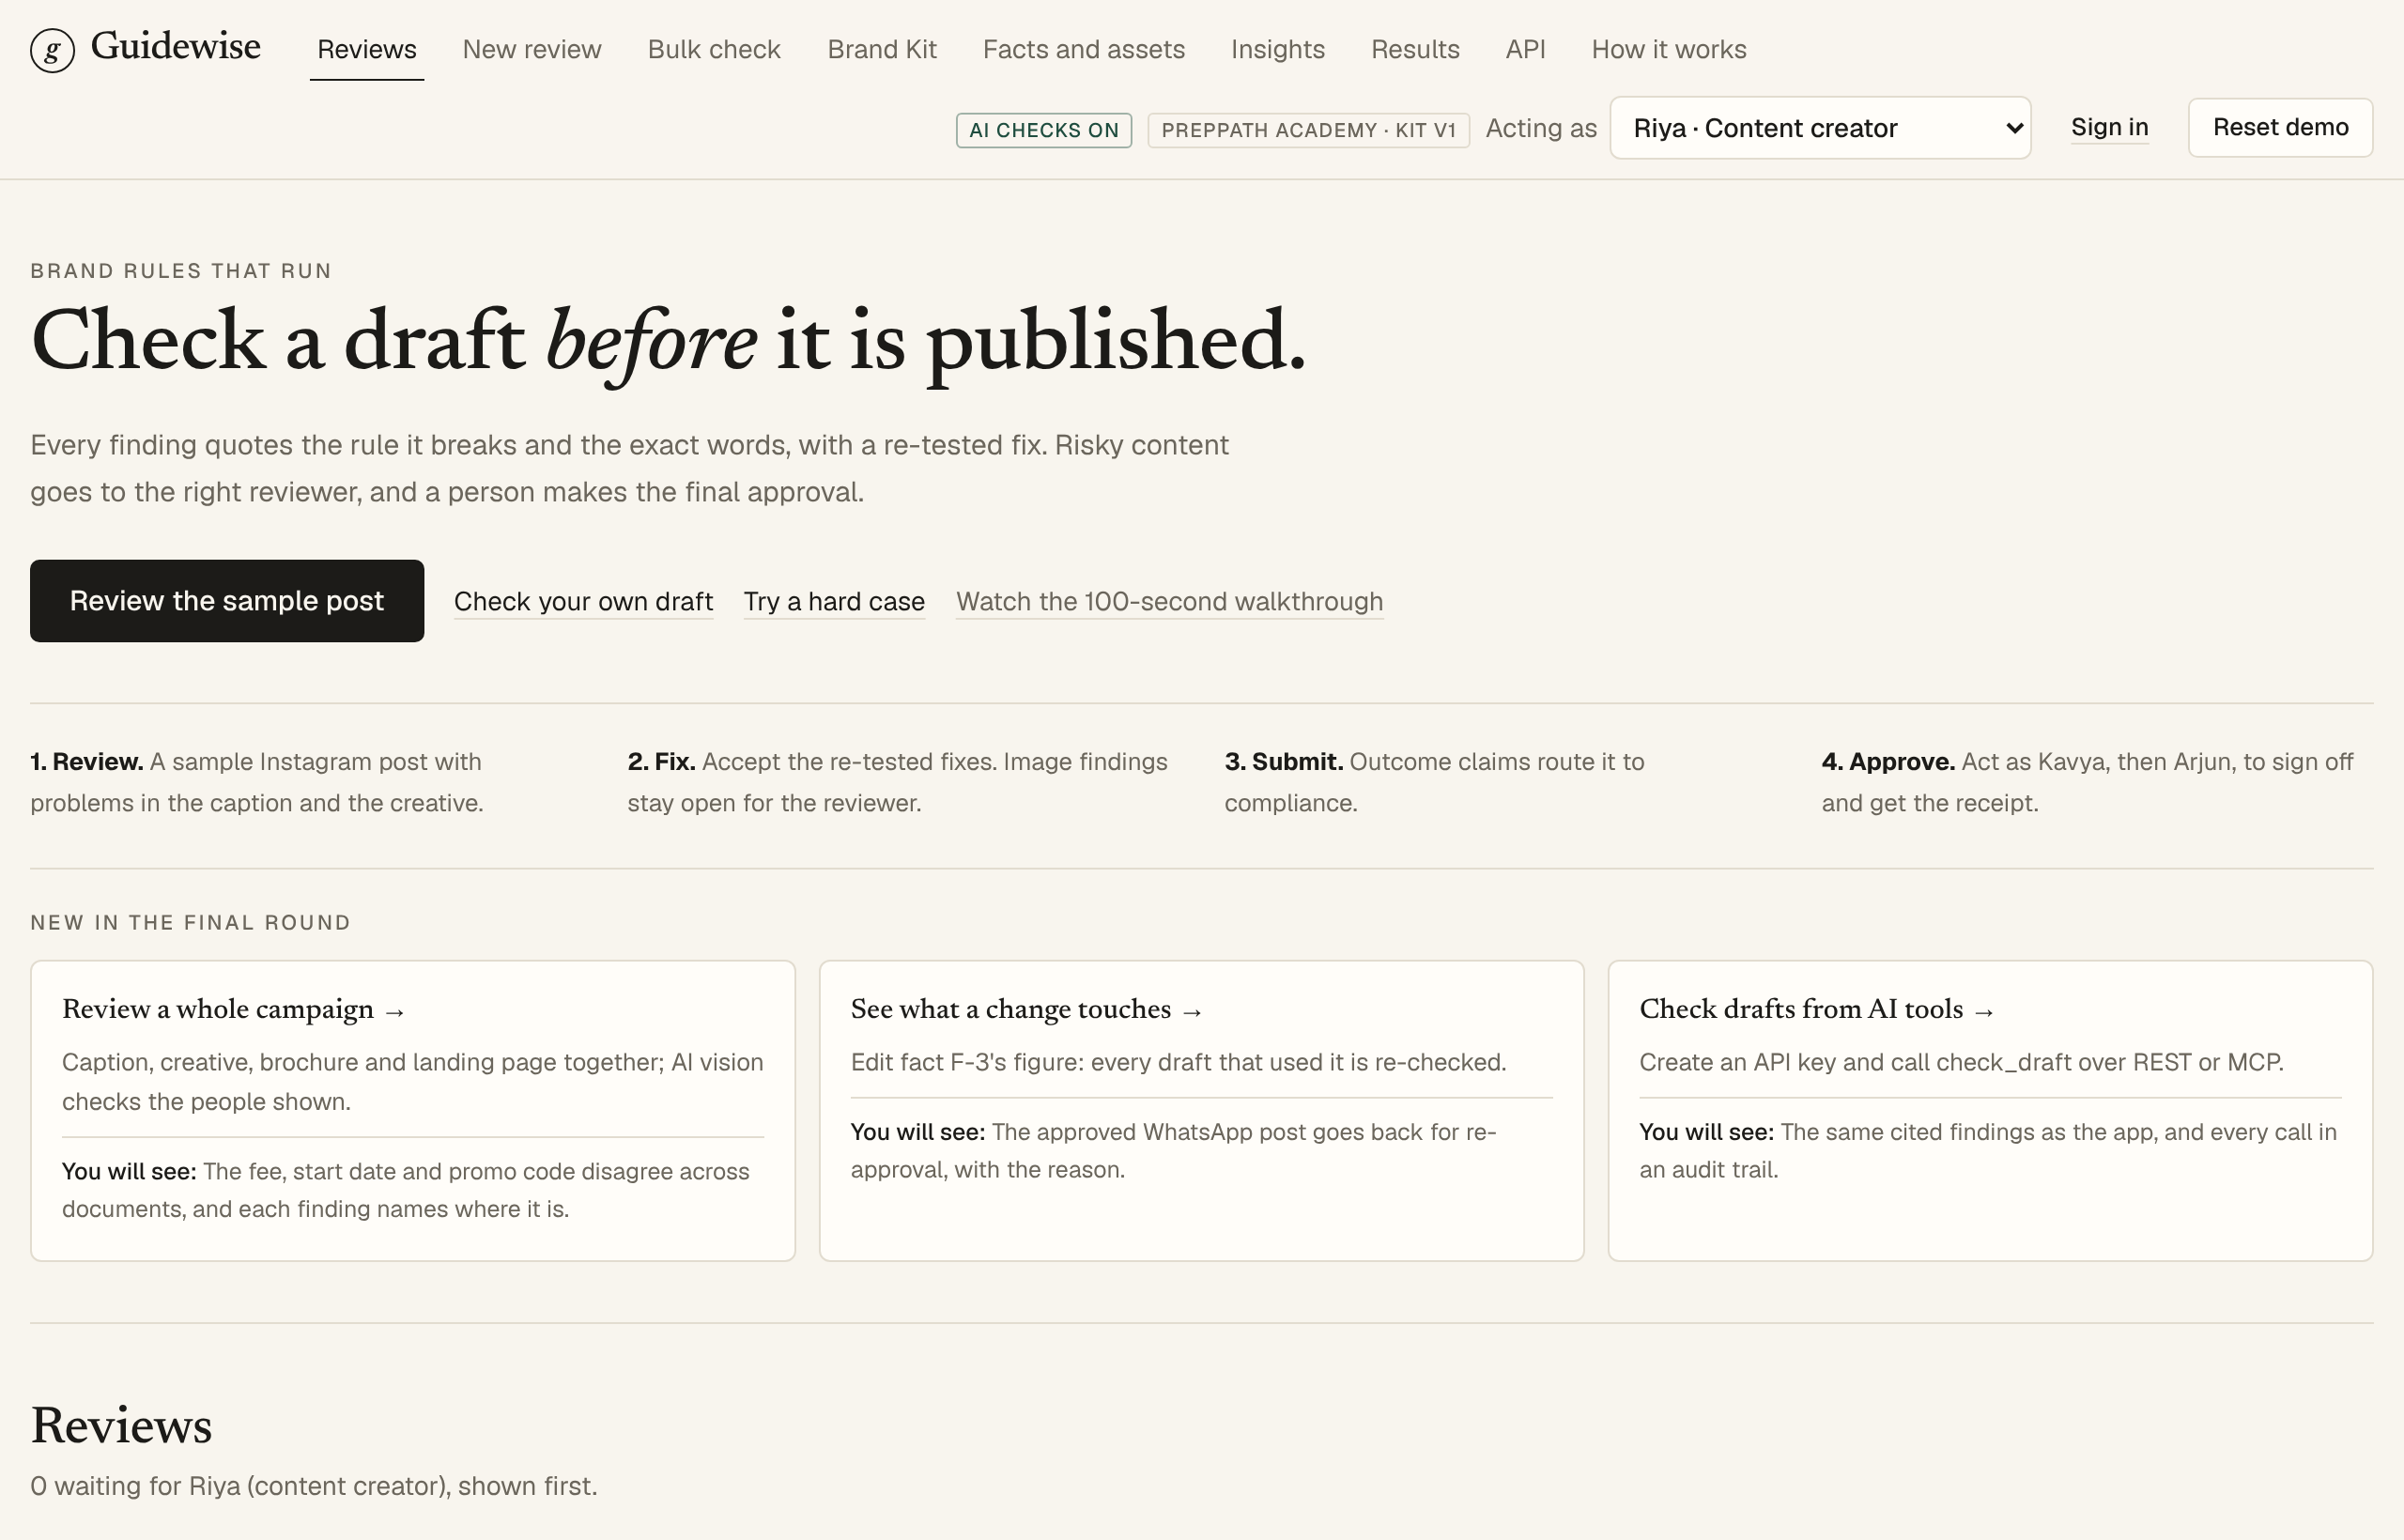 g Guidewise Reviews New review Bulk check Brand Kit Facts and assets Insights Results API How it works
AI CHECKS ON PREPPATH ACADEMY · KIT V1 Acting as Riya · Content creator Sign in Reset demo
BRAND RULES THAT RUN
Check a draft before it is published.
Every finding quotes the rule it breaks and the exact words, with a re-tested fix. Risky content
goes to the right reviewer, and a person makes the final approval.
Review the sample post Check your own draft Try a hard case Watch the 100-second walkthrough
1. Review. A sample Instagram post with
problems in the caption and the creative.
2. Fix. Accept the re-tested fixes. Image findings
stay open for the reviewer.
3. Submit. Outcome claims route it to
compliance.
4. Approve. Act as Kavya, then Arjun, to sign off
and get the receipt.
NEW IN THE FINAL ROUND
Review a whole campaign →
Caption, creative, brochure and landing page together; AI vision
checks the people shown.
You will see: The fee, start date and promo code disagree across
documents, and each finding names where it is.
See what a change touches →
Edit fact F-3's figure: every draft that used it is re-checked.
You will see: The approved WhatsApp post goes back for re-
approval, with the reason.
Check drafts from AI tools →
Create an API key and call check_draft over REST or MCP.
You will see: The same cited findings as the app, and every call in
an audit trail.
Reviews
0 waiting for Riya (content creator), shown first.